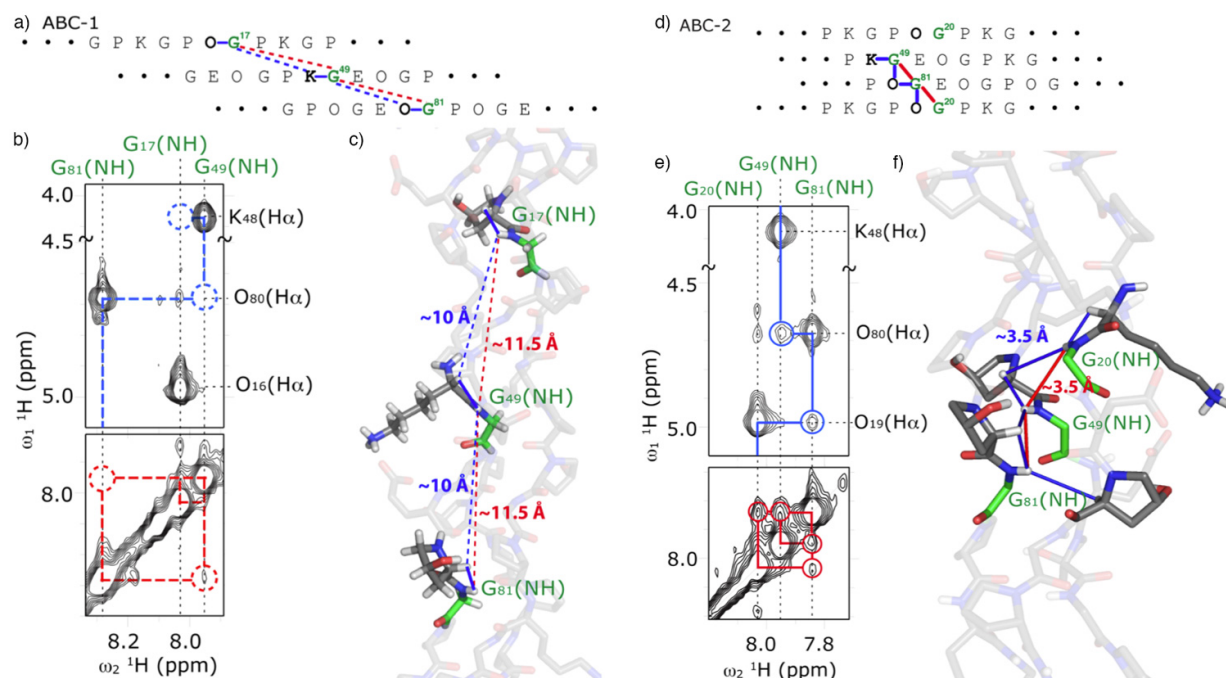 a) ABC-1
• • • G P K G P O G¹⁷ P K G P • • •
• • • G E O G P K G⁴⁹ E O G P • • •
• • • G P O G E O G⁸¹ P O G E • • •
d) ABC-2
• • • • P K G P O G²⁰ P K G P • • • •
• • • • P K G⁴⁹ E O G P K G • • • •
• • • • P O G⁸¹ E O G P O G • • • •
• • • • P K G P O G²⁰ P K G • • • •
b)
G₁₇(NH)
G₈₁(NH) G₄₉(NH)
4.0
4.5
5.0
8.0
K₄₈(Hα)
O₈₀(Hα)
O₁₆(Hα)
ω₁ ¹H (ppm)
8.2 8.0
ω₂ ¹H (ppm)
c)
G₁₇(NH)
~10 Å
~11.5 Å
G₄₉(NH)
~10 Å
~11.5 Å
G₈₁(NH)
e)
G₄₉(NH)
G₂₀(NH) G₈₁(NH)
4.0
4.5
5.0
8.0
K₄₈(Hα)
O₈₀(Hα)
O₁₉(Hα)
ω₁ ¹H (ppm)
8.0 7.8
ω₂ ¹H (ppm)
f)
~3.5 Å
G₂₀(NH)
~3.5 Å
G₄₉(NH)
G₈₁(NH)